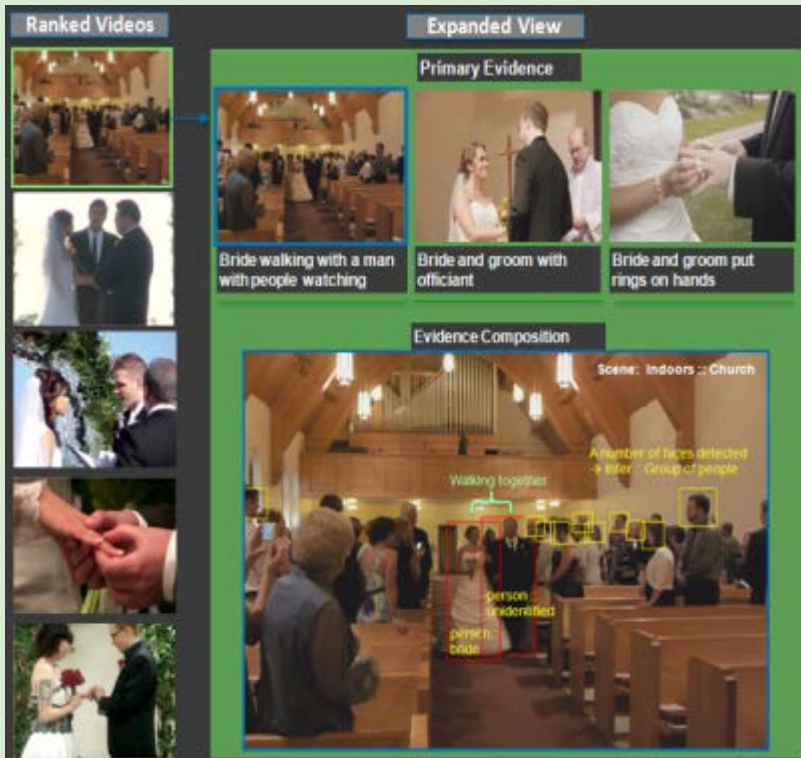 Ranked Videos
Expanded View
Primary Evidence
Bride walking with a man
with people watching
Bride and groom with
officiant
Bride and groom put
rings on hands
Evidence Composition
Scene: Indoors :: Church
A number of faces detected
→ Infer : Group of people
Walking together
person ::
unidentified
person ::
bride